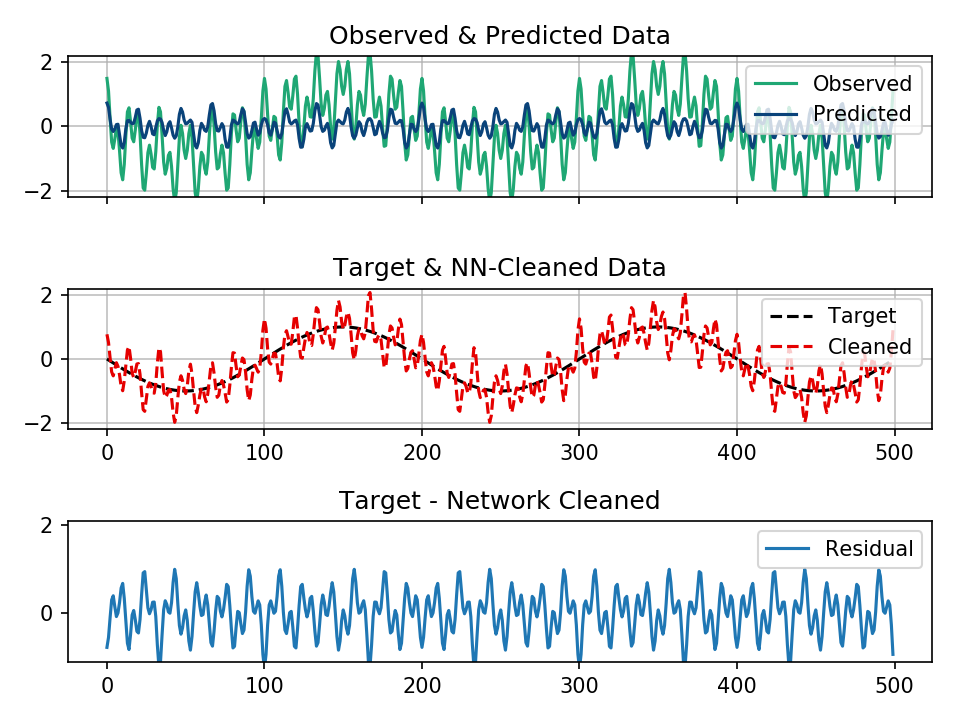 Observed & Predicted Data
2
0
−2
Observed
Predicted
Target & NN-Cleaned Data
2
0
−2
Target
Cleaned
0 100 200 300 400 500
Target - Network Cleaned
2
0
Residual
0 100 200 300 400 500